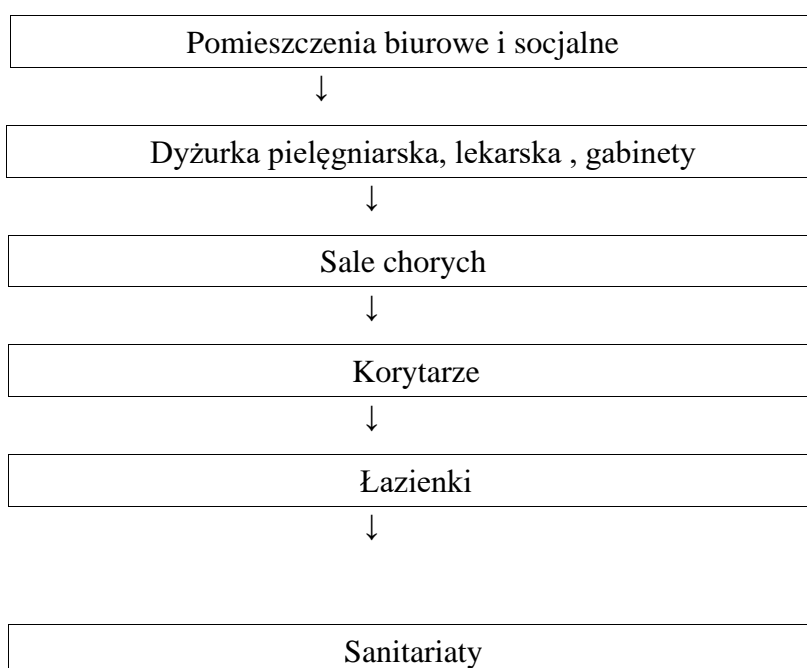 Pomieszczenia biurowe i socjalne
↓
Dyżurka pielęgniarska, lekarska , gabinety
↓
Sale chorych
↓
Korytarze
↓
Łazienki
↓
Sanitariaty